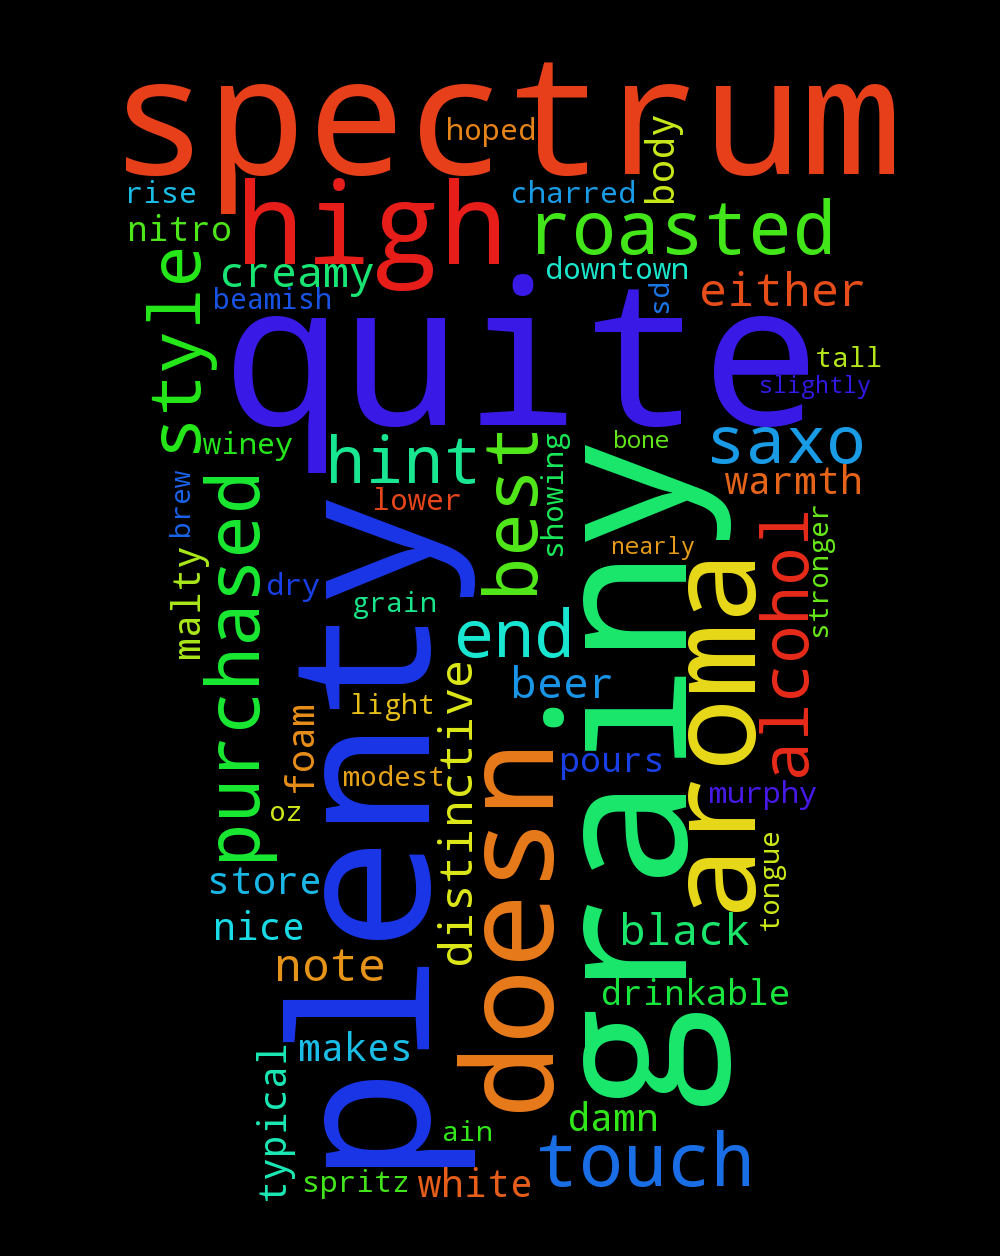 spectrum
hoped
body
rise
charred
high
nitro
roasted
creamy
downtown
style
beamish
sd
either
quite
tall
slightly
winey
hint
best
showing
bone
saxo
brew
purchased
lower
warmth
plenty
grainy
nearly
alcohol
stronger
malty
dry
grain
aroma
end
distinctive
beer
foam
light
doesn
pours
modest
murphy
oz
tongue
store
nice
black
note
drinkable
makes
typical
damn
ain
touch
spritz
white